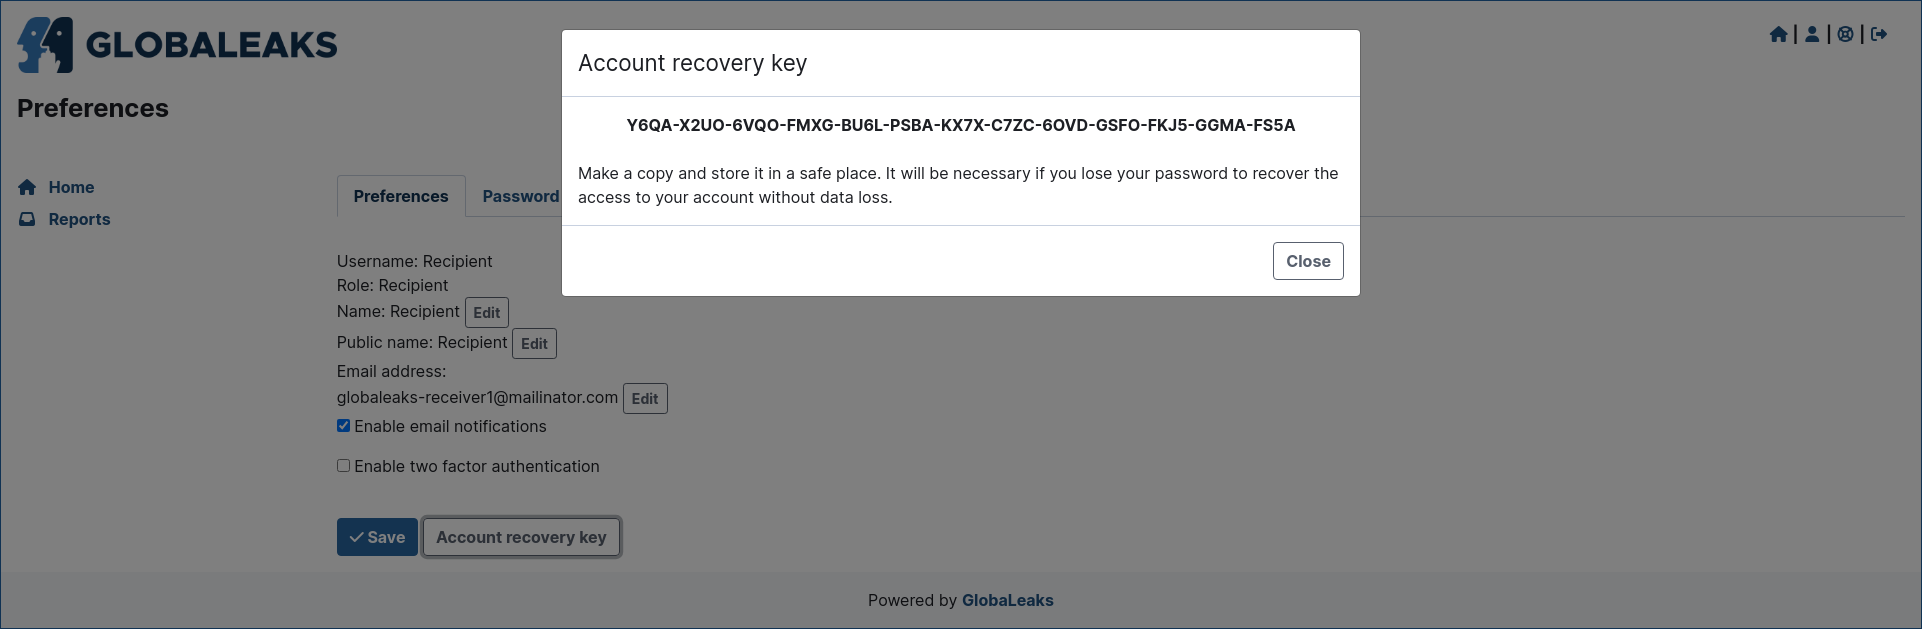 GLOBALEAKS
Preferences
Home
Reports
Preferences
Password
Username: Recipient
Role: Recipient
Name: Recipient Edit
Public name: Recipient Edit
Email address:
globaleaks-receiver1@mailinator.com Edit
Enable email notifications
Enable two factor authentication
Save
Account recovery key
Account recovery key
Y6QA-X2UO-6VQO-FMXG-BU6L-PSBA-KX7X-C7ZC-6OVD-GSFO-FKJ5-GGMA-FS5A
Make a copy and store it in a safe place. It will be necessary if you lose your password to recover the
access to your account without data loss.
Close
Powered by GlobaLeaks